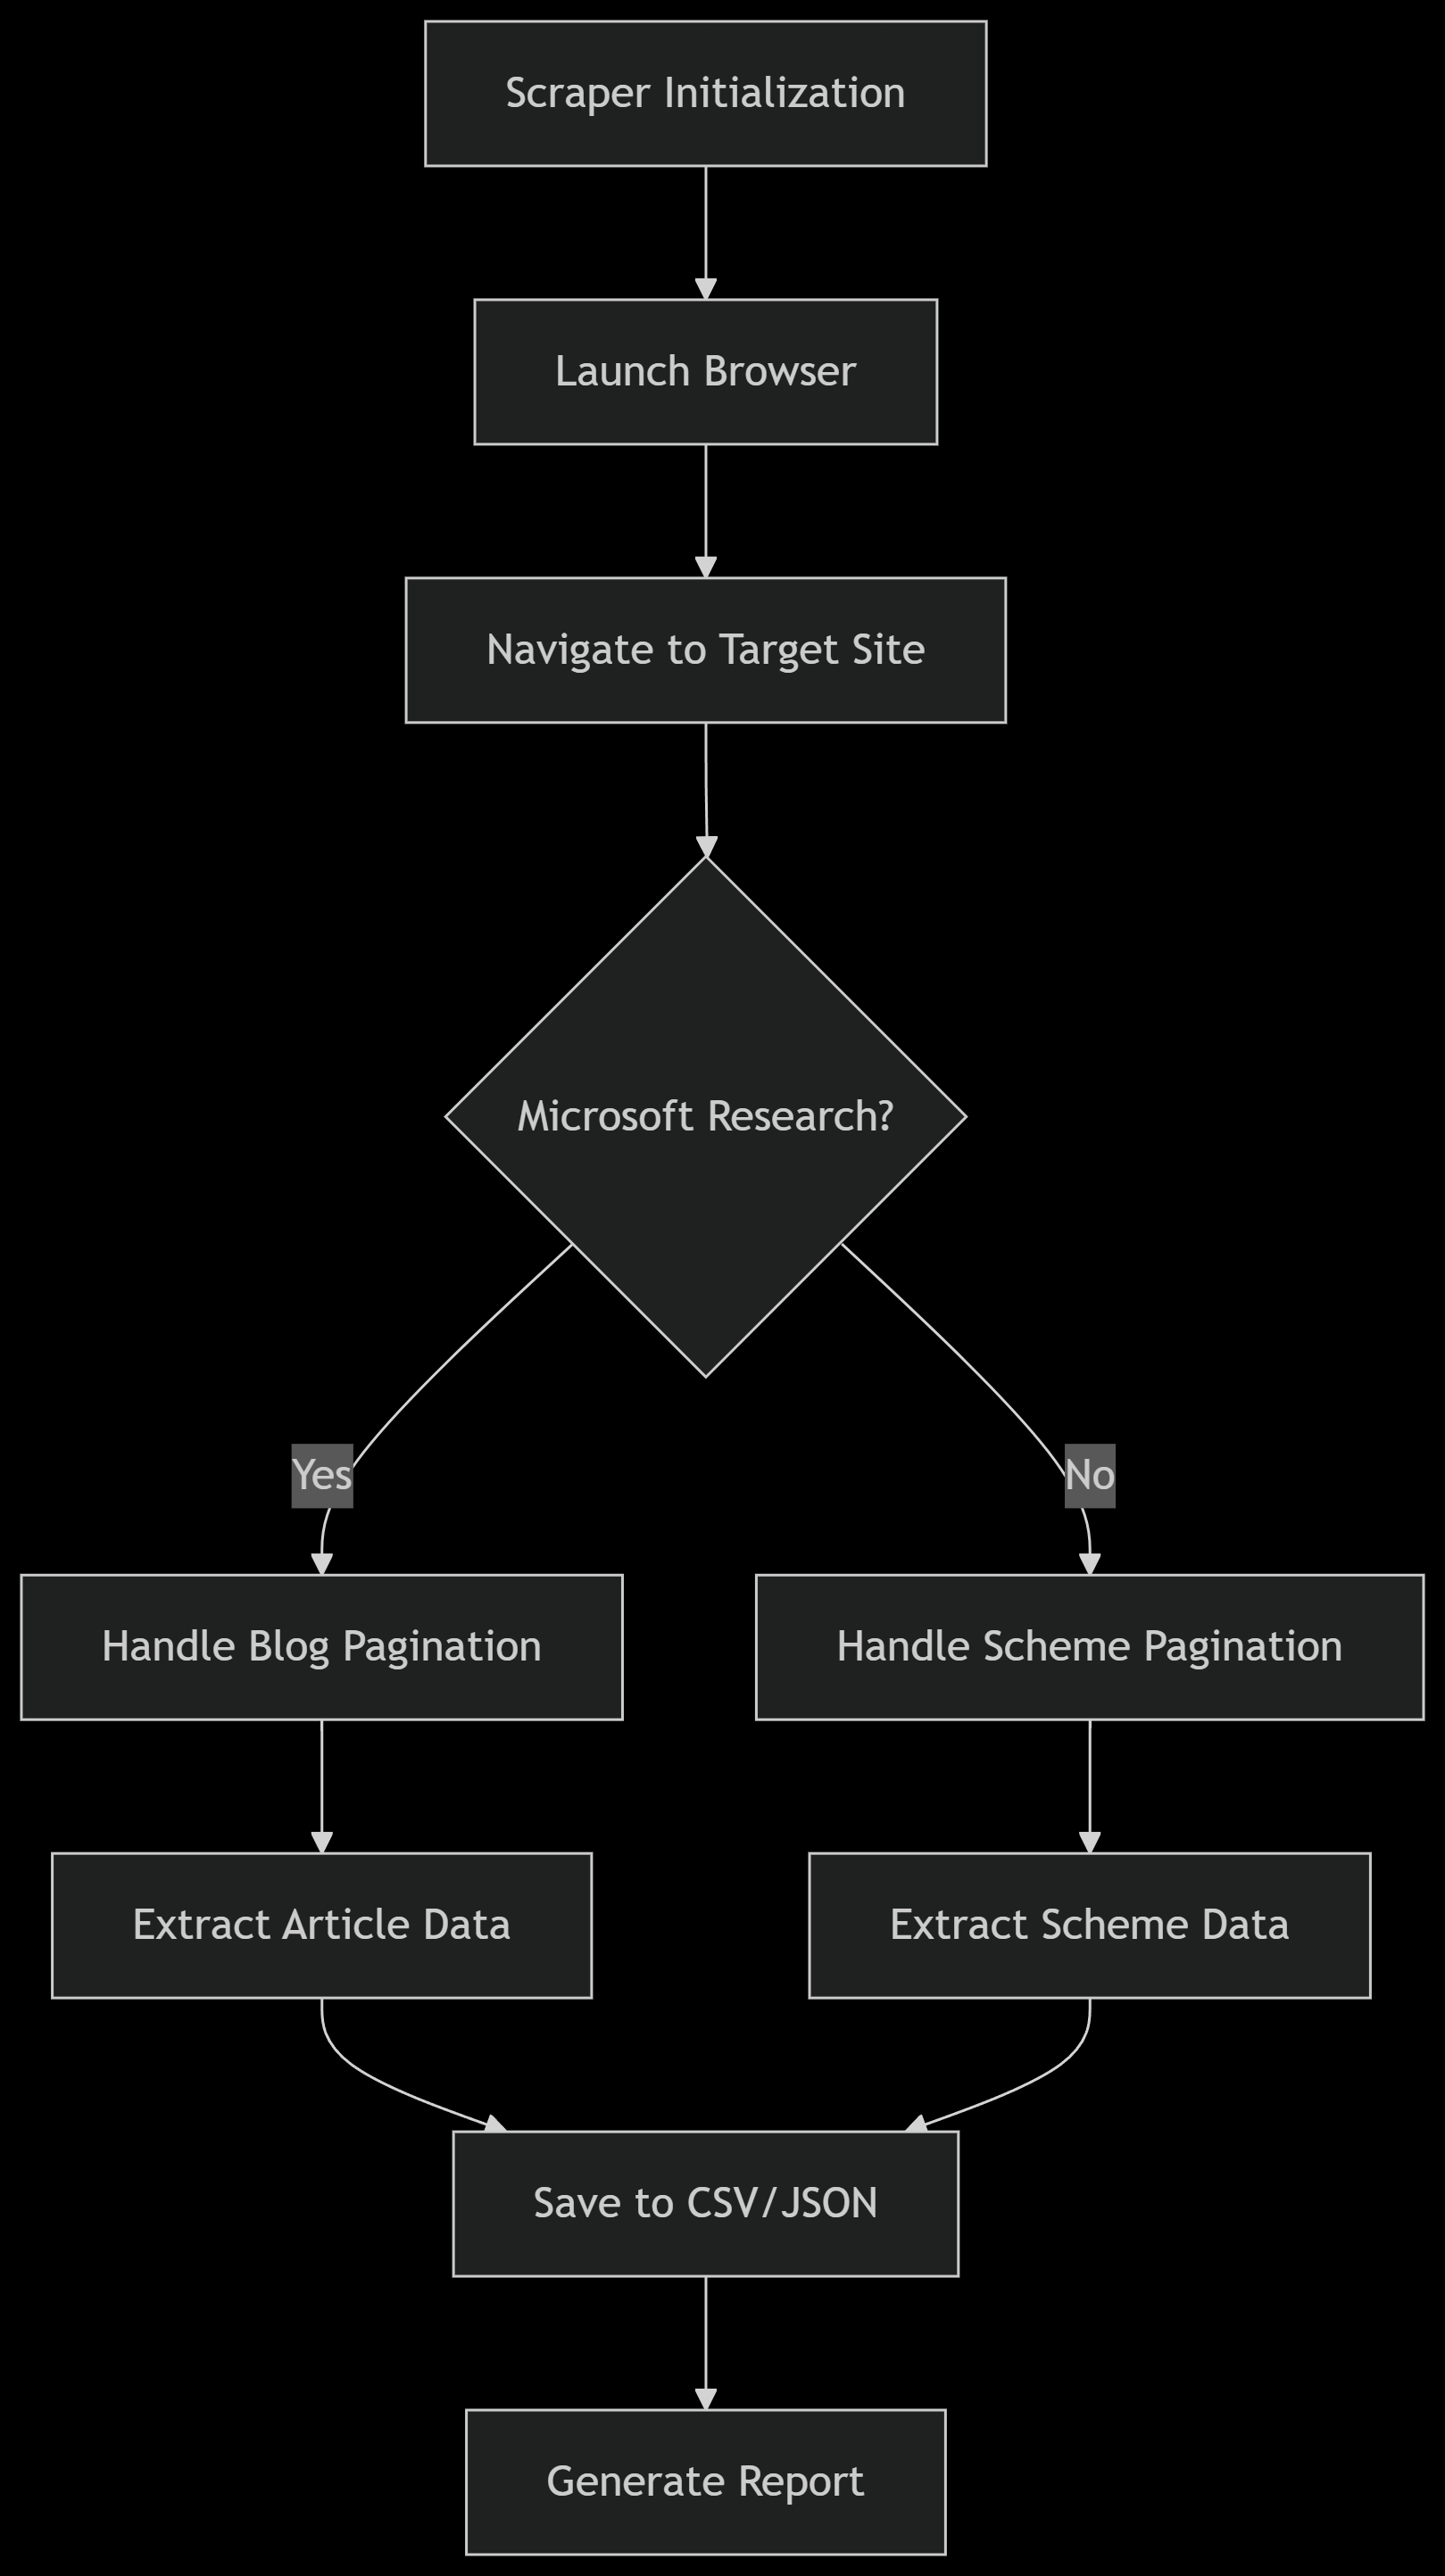 Scraper Initialization
Launch Browser
Navigate to Target Site
Microsoft Research?
Yes
No
Handle Blog Pagination
Handle Scheme Pagination
Extract Article Data
Extract Scheme Data
Save to CSV/JSON
Generate Report